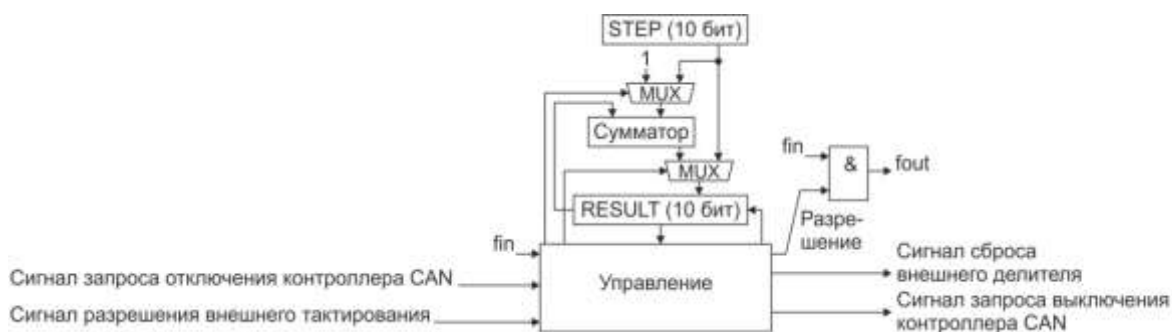 STEP (10 бит)
1
MUX
Сумматор
MUX
RESULT (10 бит)
fin
&
fout
Разре-
шение
fin
Управление
Сигнал запроса отключения контроллера CAN
Сигнал разрешения внешнего тактирования
Сигнал сброса
внешнего делителя
Сигнал запроса выключения
контроллера CAN